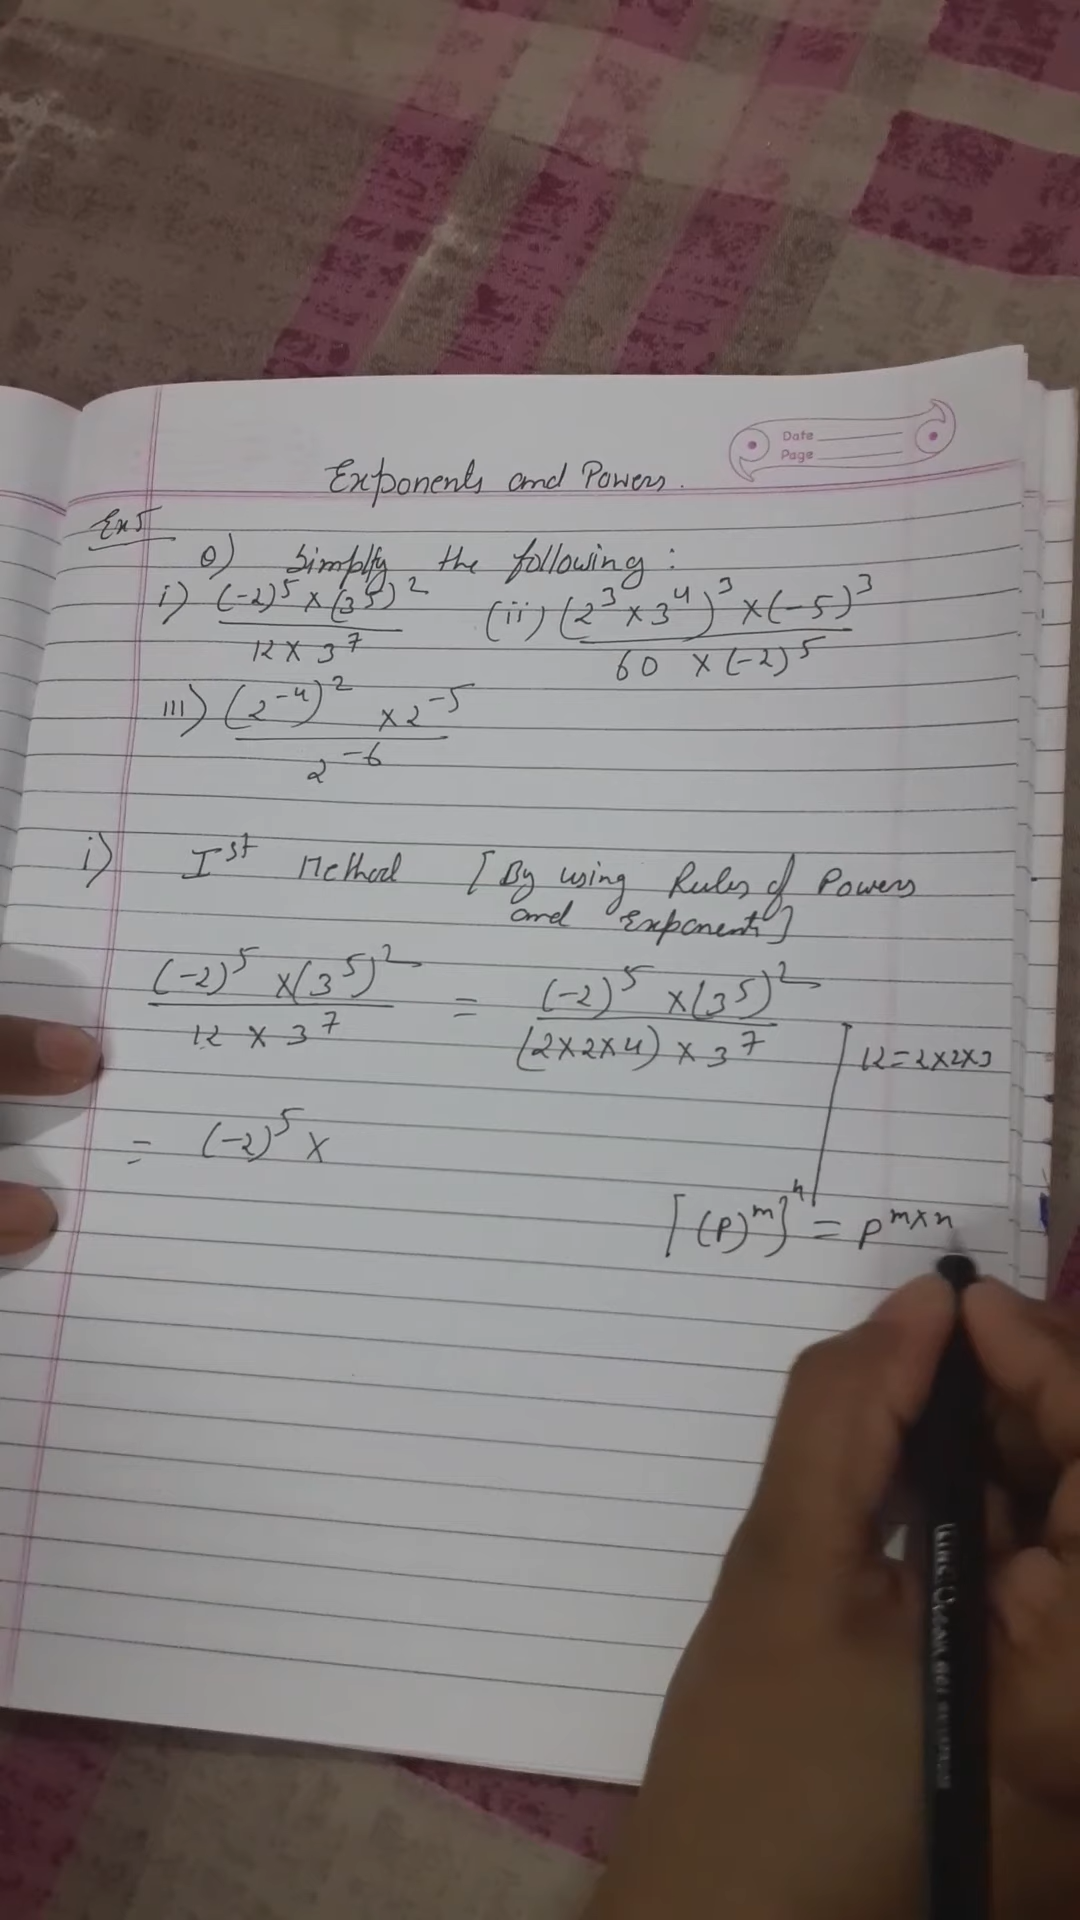 Date
Page
Exponents and Powers.
Ex 5
Q) Simplfy the following :
i) (-2)^5 × (3^5)^2 / 12 × 3^7 (ii) (2^3 × 3^4)^3 × (-5)^3 / 60 × (-2)^5
iii) (2^-4)^2 × 2^-5 / 2^-6
i) Ist Method [By using Rules of Powers
and Exponents]
(-2)^5 × (3^5)^2 / 12 × 3^7 = (-2)^5 × (3^5)^2 / (2×2×4) × 3^7
12=2×2×3
= (-2)^5 ×
[(P)^m]^n = P^m×n